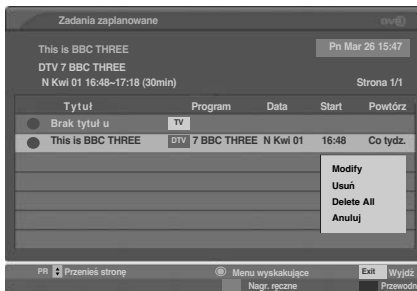 Zadania zaplanowane
This is BBC THREE Pn Mar 26 15:47
DTV 7 BBC THREE
N Kwi 01 16:48~17:18 (30min) Strona 1/1
Tytuł Program Data Start Powtórz
Brak tytuł u TV
This is BBC THREE DTV 7 BBC THREE N Kwi 01 16:48 Co tydz.
Modify
Usuń
Delete All
Anuluj
PR Przenieś stronę Menu wyskakujące Exit Wyjdź
Nagr. ręczne Przewodn